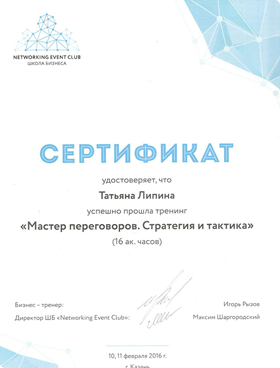 NETWORKING EVENT CLUB
ШКОЛА БИЗНЕСА
СЕРТИФИКАТ
удостоверяет, что
Татьяна Липина
успешно прошла тренинг
«Мастер переговоров. Стратегия и тактика»
(16 ак. часов)
Бизнес – тренер: Игорь Рызов
Директор ШБ «Networking Event Club»: Максим Шаргородский
10, 11 февраля 2016 г.
г. Казань